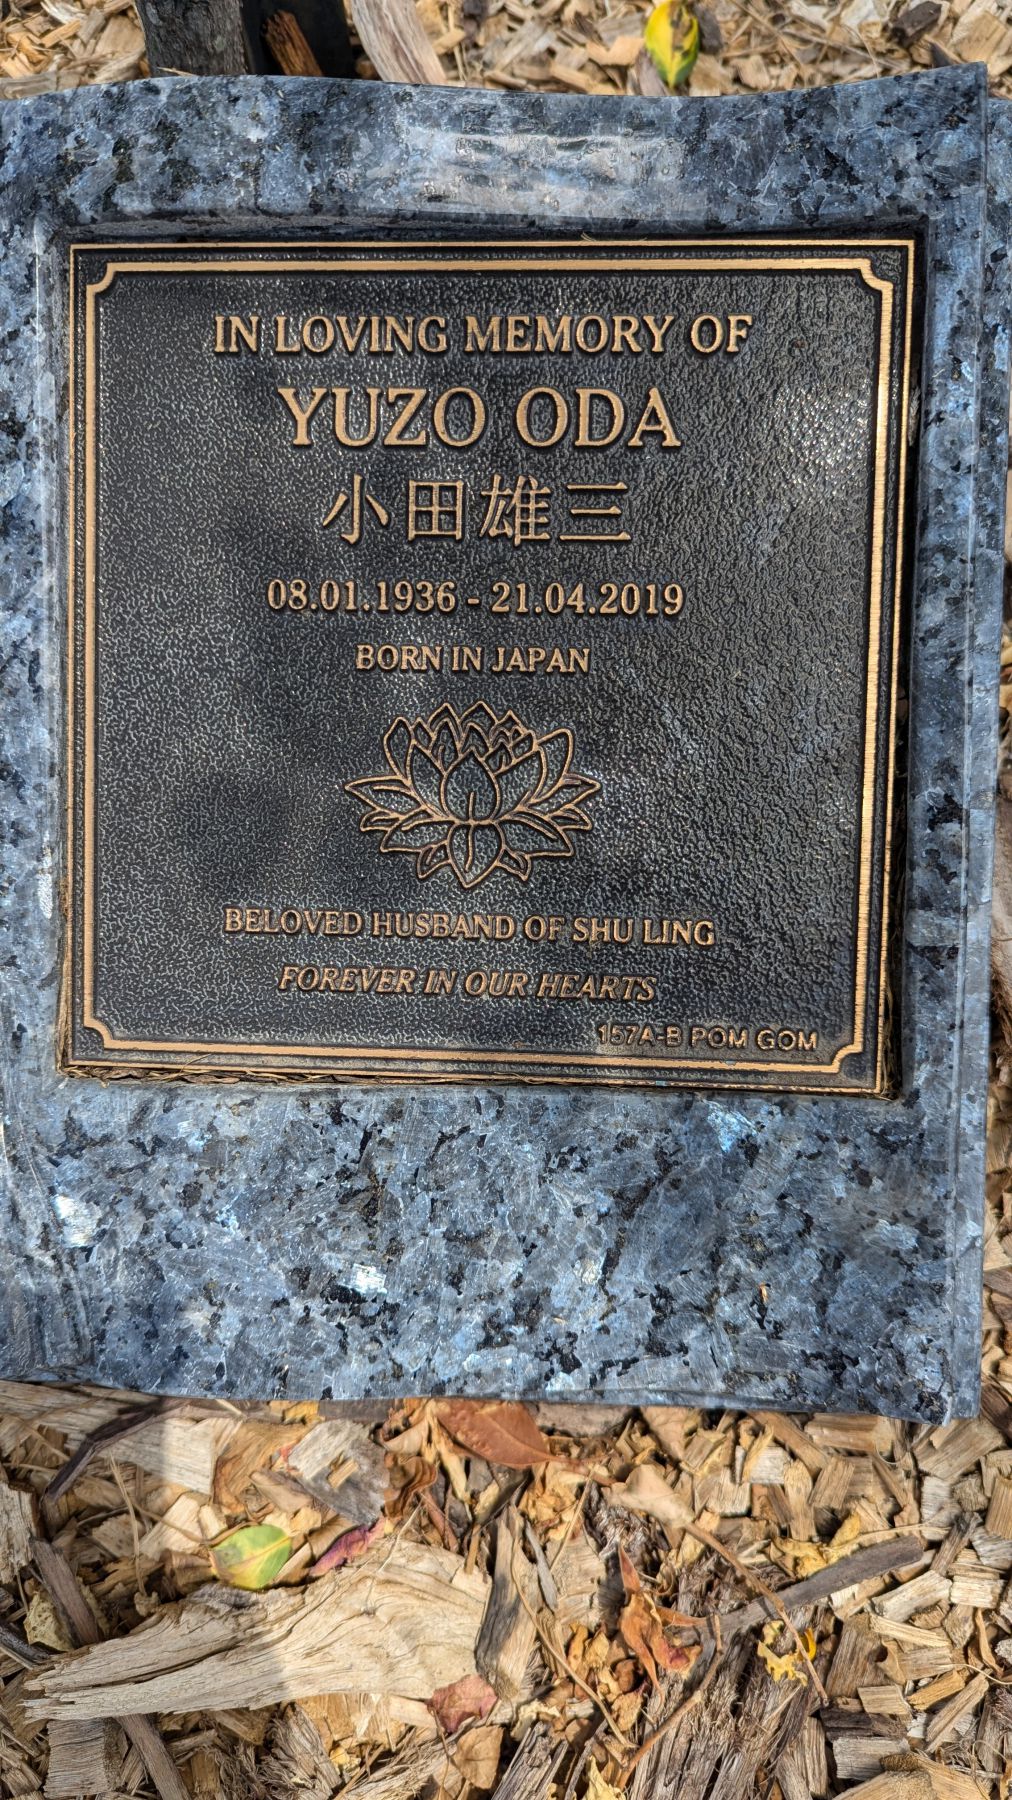 IN LOVING MEMORY OF
YUZO ODA
小田雄三
08.01.1936 - 21.04.2019
BORN IN JAPAN
BELOVED HUSBAND OF SHU LING
FOREVER IN OUR HEARTS
157A-B POM GOM